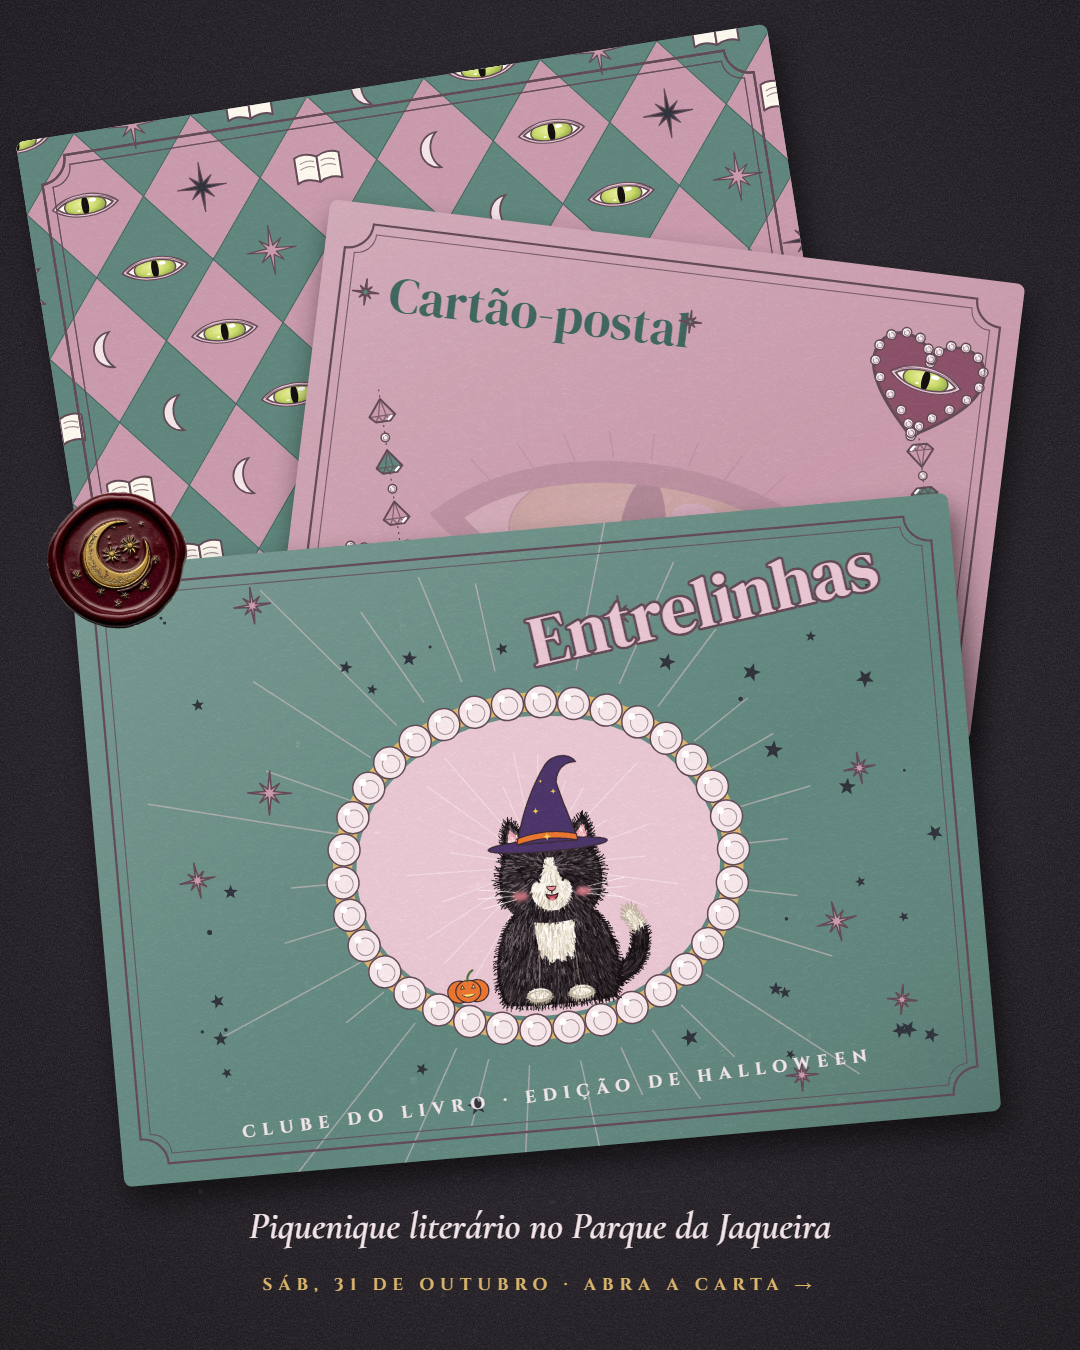 Cartão-postal
Entrelinhas
CLUBE DO LIVRO · EDIÇÃO DE HALLOWEEN
Piquenique literário no Parque da Jaqueira
SÁB, 31 DE OUTUBRO · ABRA A CARTA →